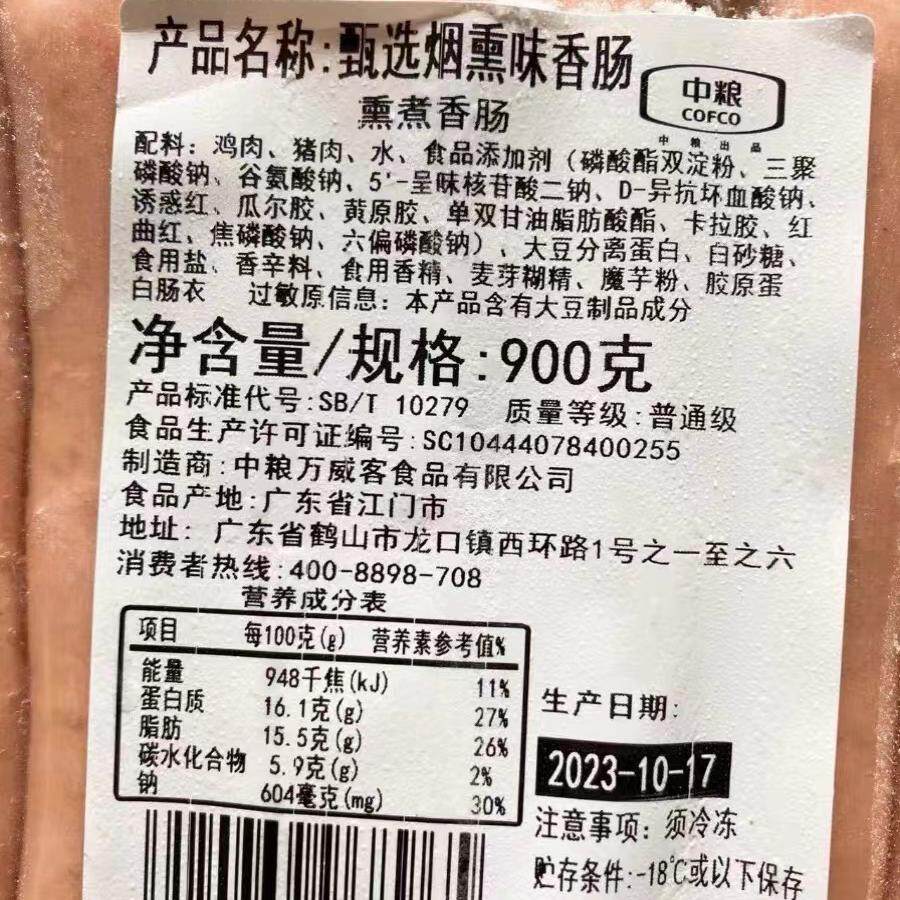 产品名称:甄选烟熏味香肠
熏煮香肠
中粮
COFCO
中粮出品
配料：鸡肉、猪肉、水、食品添加剂（磷酸酯双淀粉、三聚
磷酸钠、谷氨酸钠、5'-呈味核苷酸二钠、D-异抗坏血酸钠、
诱惑红、瓜尔胶、黄原胶、单双甘油脂肪酸酯、卡拉胶、红
曲红、焦磷酸钠、六偏磷酸钠）、大豆分离蛋白、白砂糖、
食用盐、香辛料、食用香精、麦芽糊精、魔芋粉、胶原蛋
白肠衣 过敏原信息：本产品含有大豆制品成分
净含量/规格:900克
产品标准代号:SB/T 10279 质量等级:普通级
食品生产许可证编号:SC10444078400255
制造商:中粮万威客食品有限公司
食品产地:广东省江门市
地址：广东省鹤山市龙口镇西环路1号之一至之六
消费者热线:400-8898-708
营养成分表
项目 每100克(g) 营养素参考值%
能量 948千焦(kJ) 11%
蛋白质 16.1克(g) 27%
脂肪 15.5克(g) 26%
碳水化合物 5.9克(g) 2%
钠 604毫克(mg) 30%
生产日期:
2023-10-17
注意事项：须冷冻
贮存条件:-18℃或以下保存